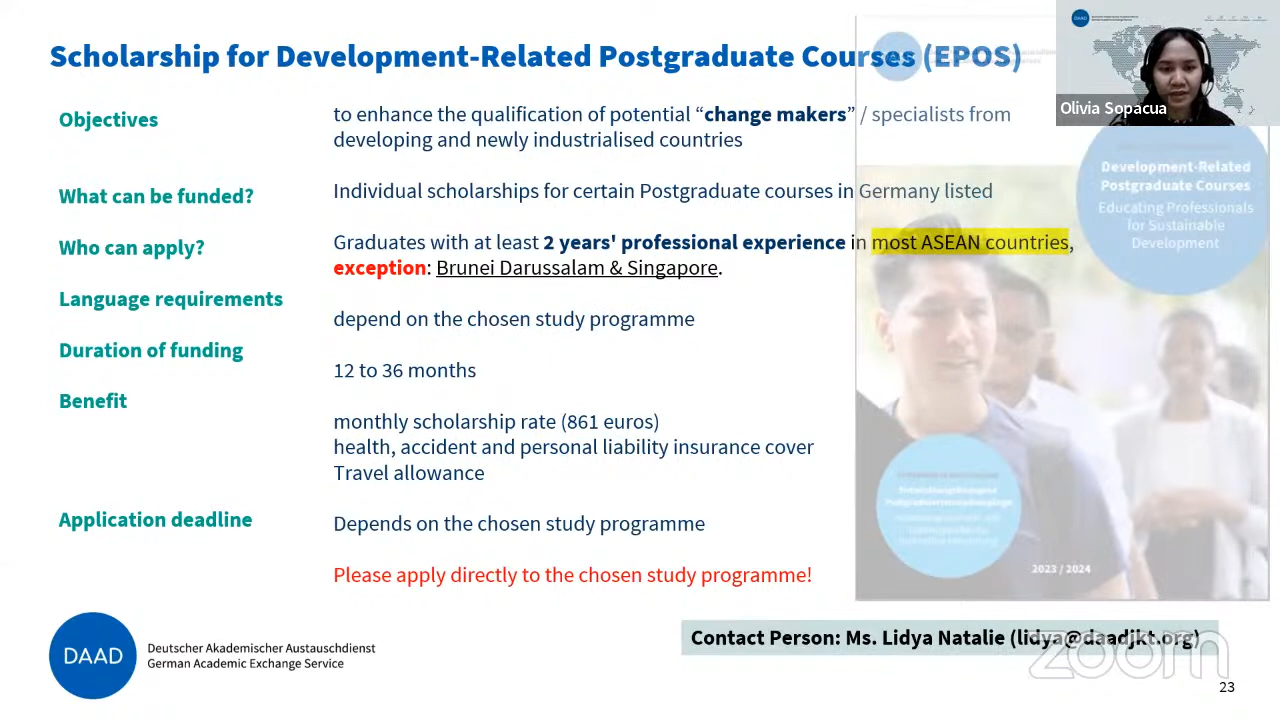 Scholarship for Development-Related Postgraduate Courses (EPOS)
DAAD
Olivia Sopacua
Objectives
to enhance the qualification of potential “change makers” / specialists from
developing and newly industrialised countries
What can be funded?
Individual scholarships for certain Postgraduate courses in Germany listed
Who can apply?
Graduates with at least 2 years' professional experience in most ASEAN countries,
exception: Brunei Darussalam & Singapore.
Language requirements
depend on the chosen study programme
Duration of funding
12 to 36 months
Benefit
monthly scholarship rate (861 euros)
health, accident and personal liability insurance cover
Travel allowance
Application deadline
Depends on the chosen study programme
Please apply directly to the chosen study programme!
Development-Related
Postgraduate Courses
Educating Professionals
for Sustainable
Development
2023 / 2024
DAAD
Deutscher Akademischer Austauschdienst
German Academic Exchange Service
Contact Person: Ms. Lidya Natalie (lidya@daadjkt.org)
zoom
23